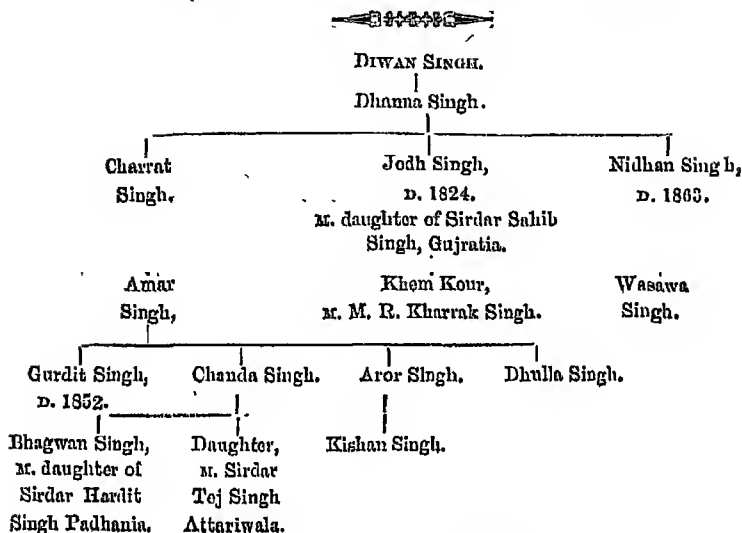 DIWAN SINGH.
Dhanna Singh.
Charrat Jodh Singh, Nidhan Singh,
Singh. D. 1824. D. 1863.
M. daughter of Sirdar Sahib
Singh, Gujratia.
Amar Khem Kour, Wasawa
Singh, M. M. R. Kharrak Singh. Singh.
Gurdit Singh, Chanda Singh. Aror Singh. Dhulla Singh.
D. 1852.
Bhagwan Singh, Daughter, Kishan Singh.
M. daughter of M. Sirdar
Sirdar Hardit Tej Singh
Singh Padhania. Attariwala.